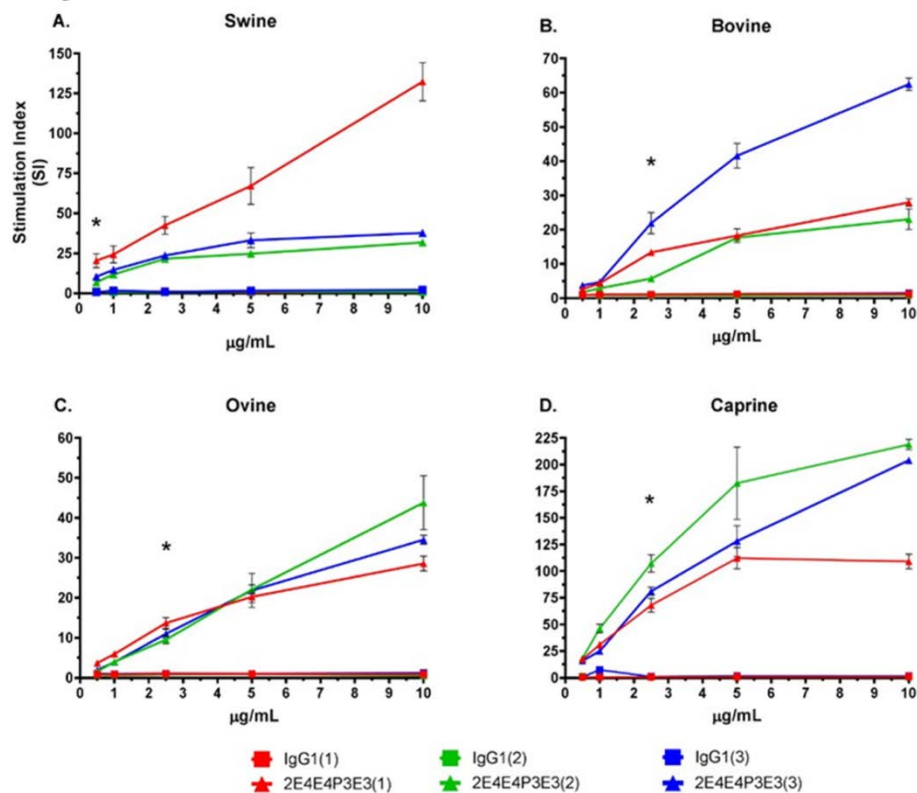 A.
Swine
Stimulation Index
(SI)
150
125
100
75
50
25
0
*
0 1 2 3 4 5 6 7 8 9 10
µg/mL
B.
Bovine
70
60
50
40
30
20
10
0
*
0 1 2 3 4 5 6 7 8 9 10
µg/mL
C.
Ovine
60
50
40
30
20
10
0
*
0 1 2 3 4 5 6 7 8 9 10
µg/mL
D.
Caprine
225
200
175
150
125
100
75
50
25
0
*
0 1 2 3 4 5 6 7 8 9 10
µg/mL
IgG1(1) IgG1(2) IgG1(3)
2E4E4P3E3(1) 2E4E4P3E3(2) 2E4E4P3E3(3)